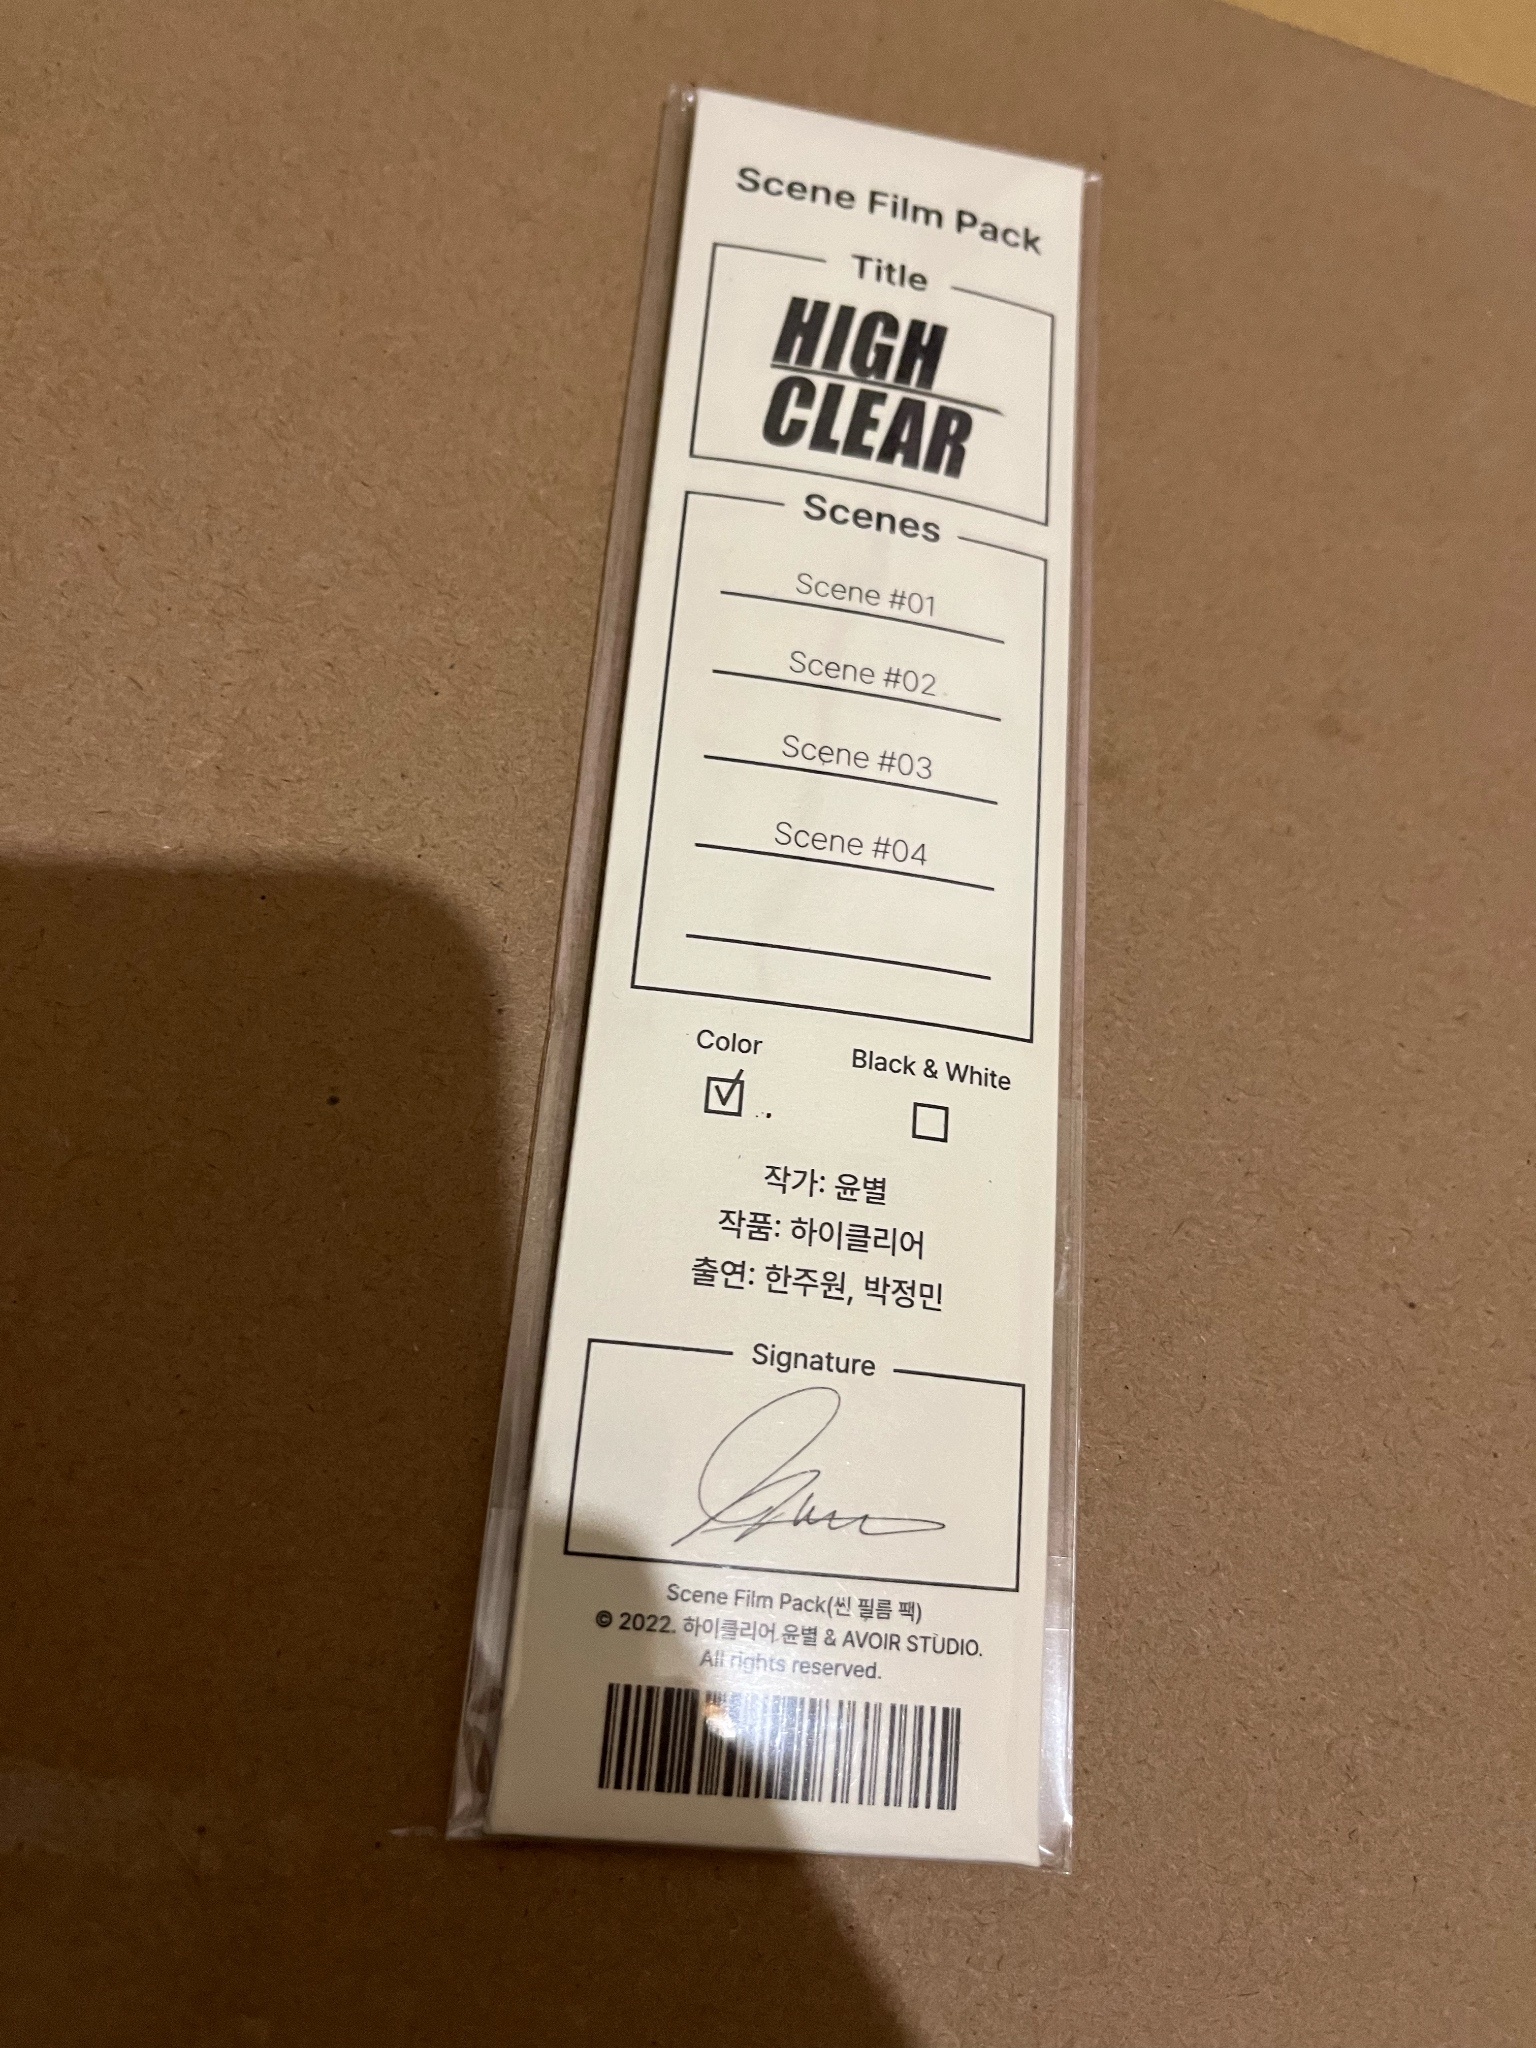 Scene Film Pack
Title
HIGH
CLEAR
Scenes
Scene #01
Scene #02
Scene #03
Scene #04
Color
Black & White
작가: 윤별
작품: 하이클리어
출연: 한주원, 박정민
Signature
Scene Film Pack(씬 필름 팩)
© 2022. 하이클리어 윤별 & AVOIR STUDIO.
All rights reserved.